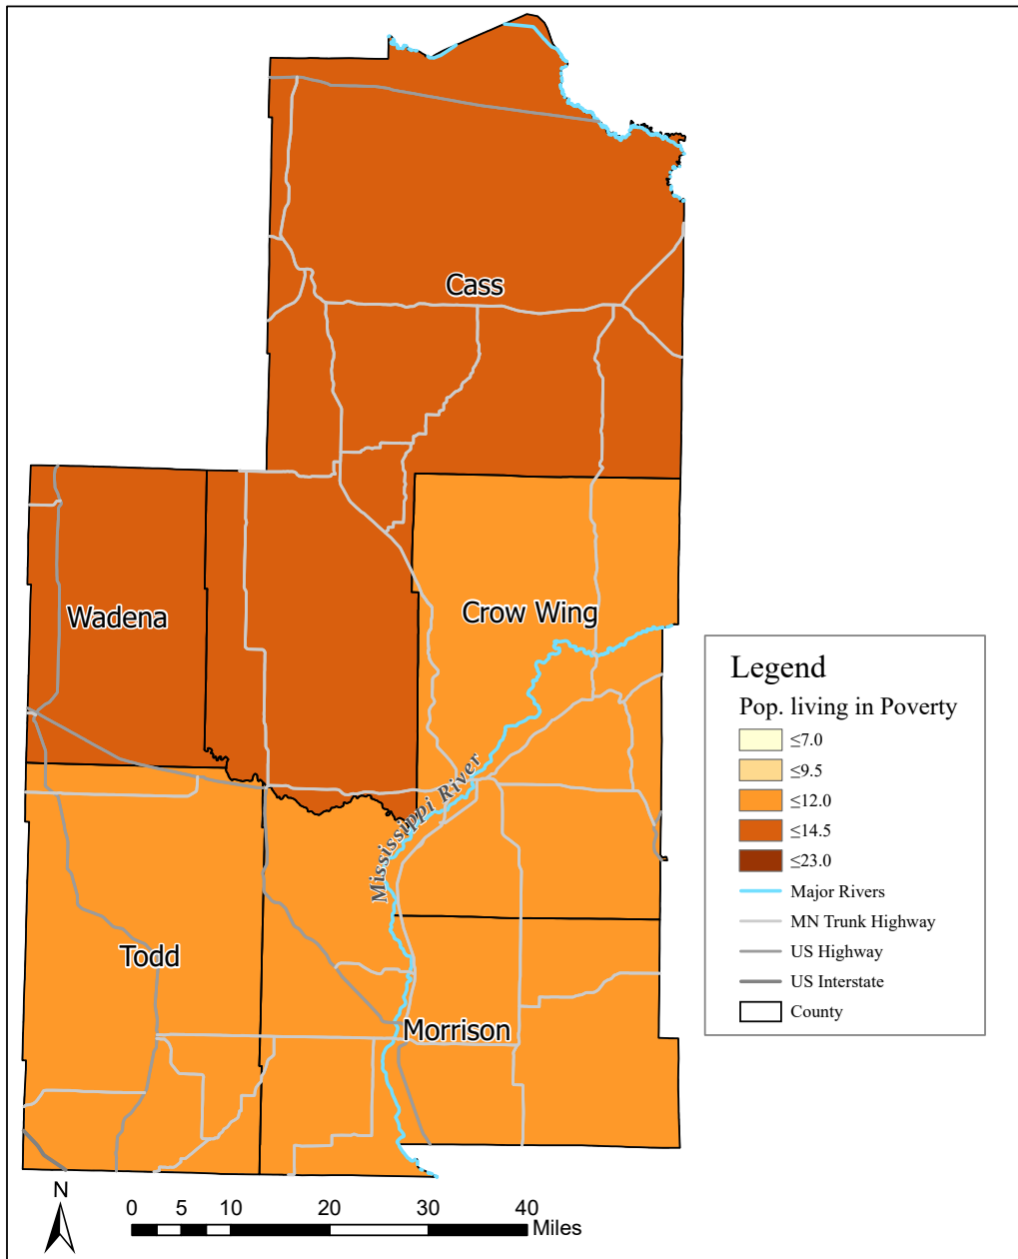 Cass
Wadena
Crow Wing
Mississippi River
Todd
Morrison
Legend
Pop. living in Poverty
≤7.0
≤9.5
≤12.0
≤14.5
≤23.0
Major Rivers
MN Trunk Highway
US Highway
US Interstate
County
N
0 5 10 20 30 40
Miles